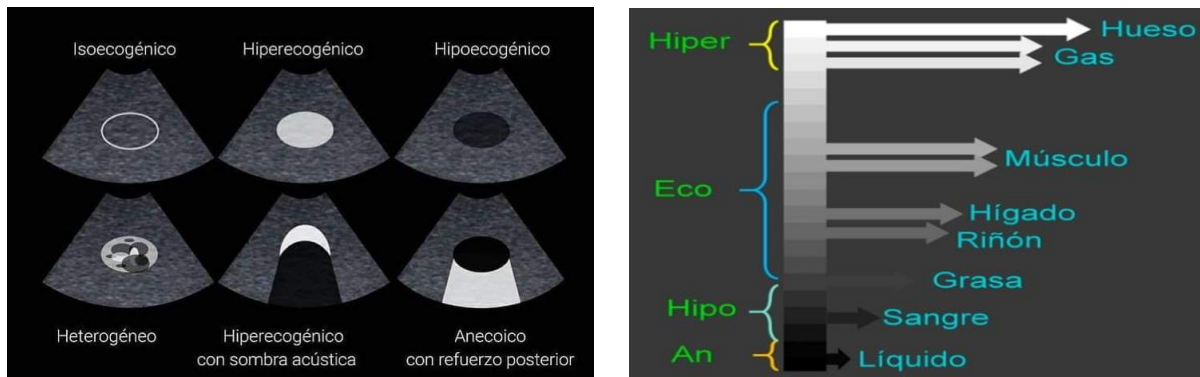 Isoecogénico
Hiperecogénico
Hipoecogénico
Heterogéneo
Hiperecogénico
con sombra acústica
Anecoico
con refuerzo posterior
Hiper
Eco
Hipo
An
Hueso
Gas
Músculo
Hígado
Riñón
Grasa
Sangre
Líquido